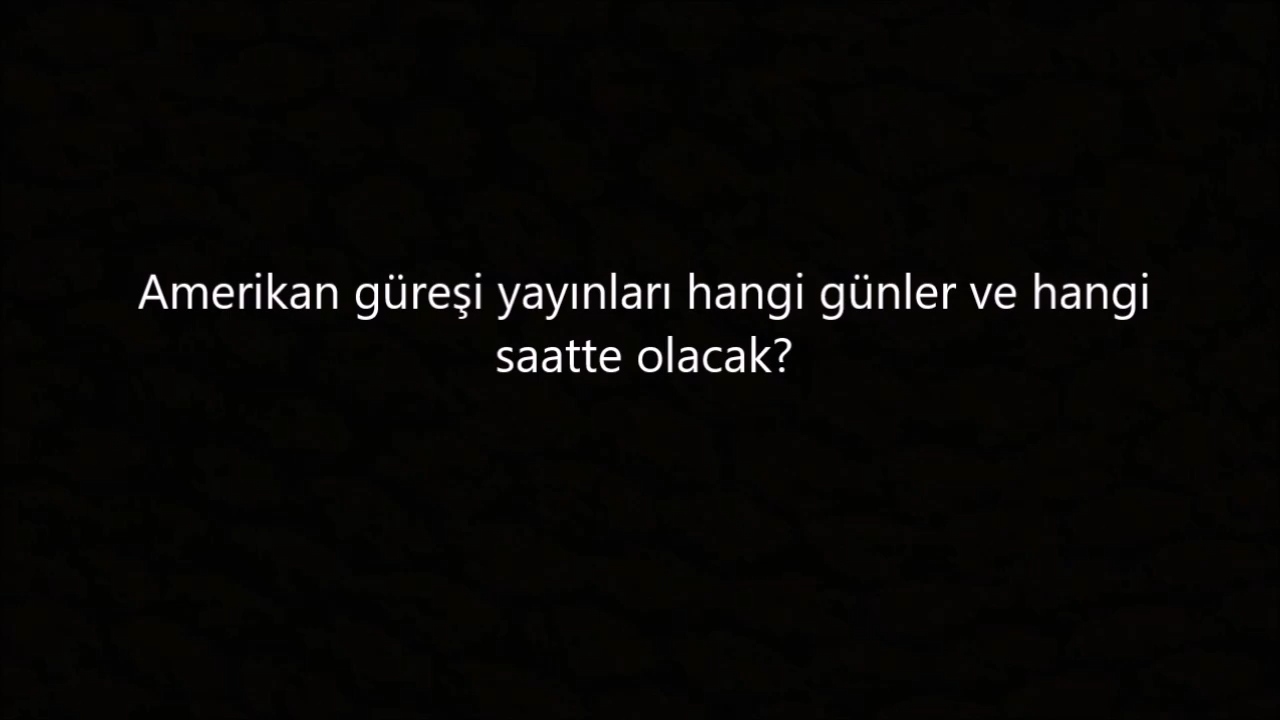 Amerikan güreşi yayınları hangi günler ve hangi
saatte olacak?